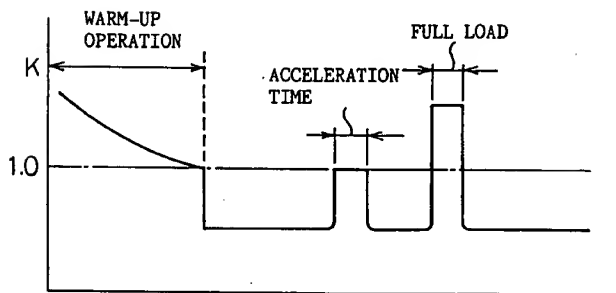 WARM-UP
OPERATION
FULL LOAD
K
ACCELERATION
TIME
1.0